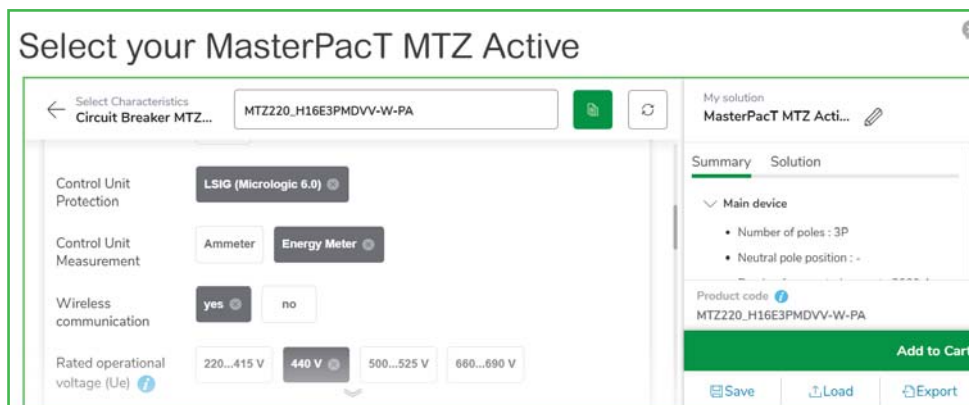 Select your MasterPacT MTZ Active
Select Characteristics
Circuit Breaker MTZ...
MTZ220_H16E3PMDVV-W-PA
Control Unit
Protection
LSIG (Micrologic 6.0)
Control Unit
Measurement
Ammeter
Energy Meter
Wireless
communication
yes
no
Rated operational
voltage (Ue)
220...415 V
440 V
500...525 V
660...690 V
My solution
MasterPacT MTZ Acti...
Summary
Solution
Main device
• Number of poles : 3P
• Neutral pole position : -
Product code
MTZ220_H16E3PMDVV-W-PA
Add to Cart
Save
Load
Export